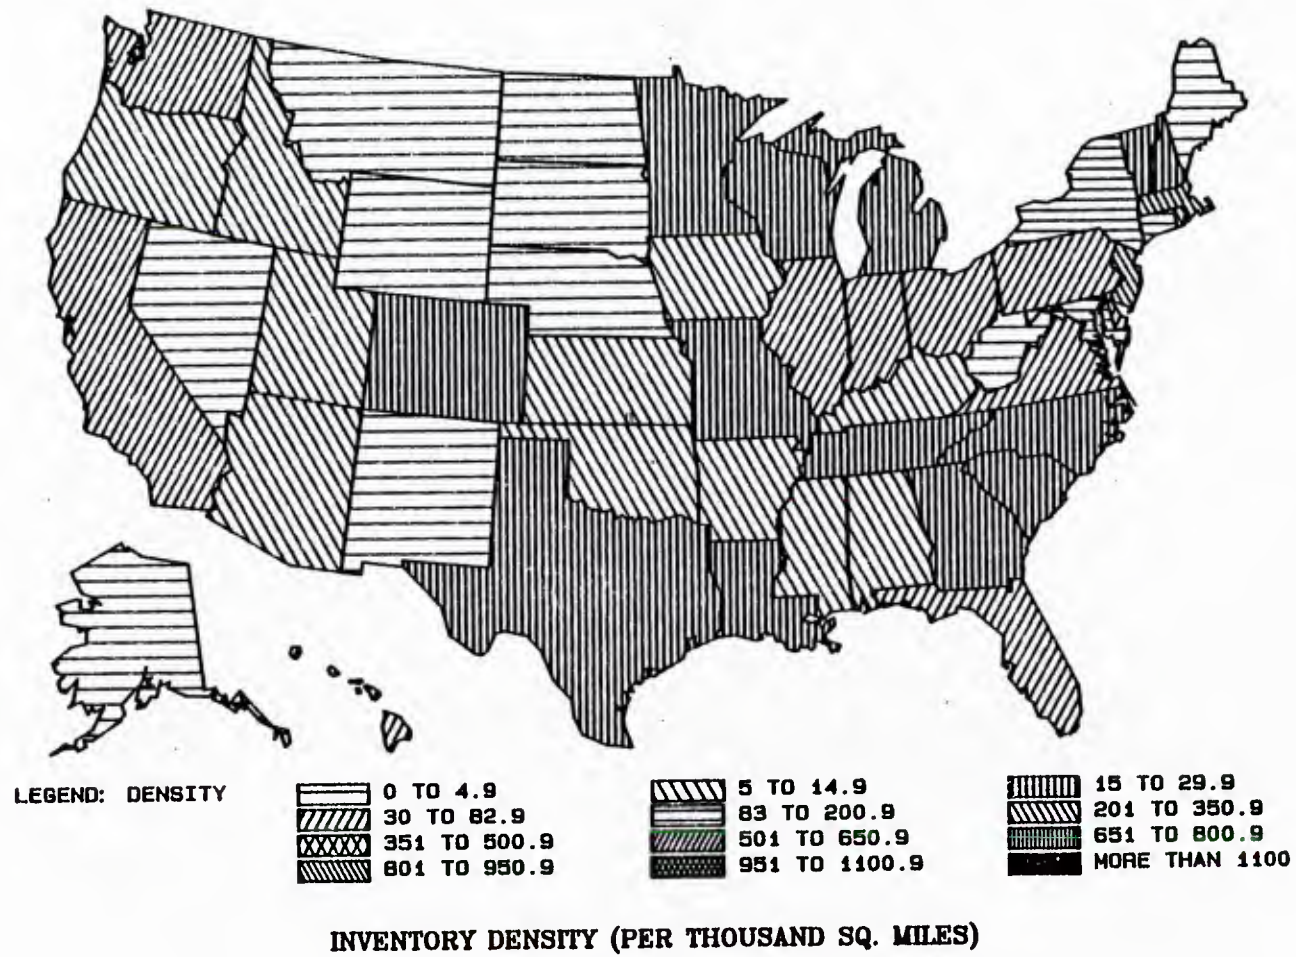 LEGEND: DENSITY
0 TO 4.9
5 TO 14.9
15 TO 29.9
30 TO 82.9
83 TO 200.9
201 TO 350.9
351 TO 500.9
501 TO 650.9
651 TO 800.9
801 TO 950.9
951 TO 1100.9
MORE THAN 1100
INVENTORY DENSITY (PER THOUSAND SQ. MILES)